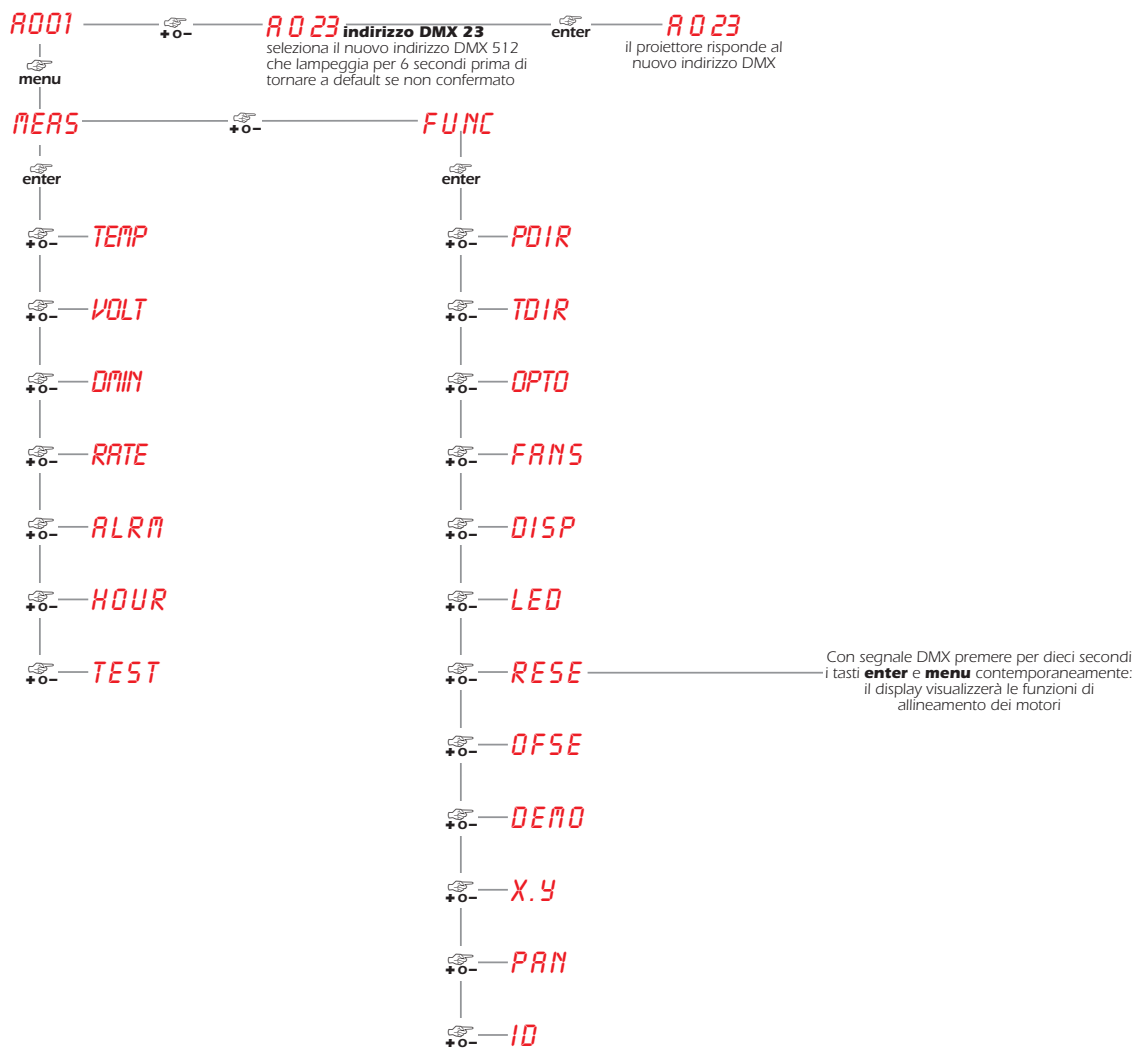 A001 + o – A 0 23 indirizzo DMX 23 enter A 0 23
seleziona il nuovo indirizzo DMX 512
che lampeggia per 6 secondi prima di
tornare a default se non confermato
il proiettore risponde al
nuovo indirizzo DMX
menu
MEAS + o – FUNC
enter
enter
+ o – TEMP
+ o – PDIR
+ o – VOLT
+ o – TDIR
+ o – DMIN
+ o – OPTO
+ o – RATE
+ o – FANS
+ o – ALRM
+ o – DISP
+ o – HOUR
+ o – LED
+ o – TEST
+ o – RESE
Con segnale DMX premere per dieci secondi
i tasti enter e menu contemporaneamente:
il display visualizzerà le funzioni di
allineamento dei motori
+ o – OFSE
+ o – DEMO
+ o – X.Y
+ o – PAN
+ o – ID